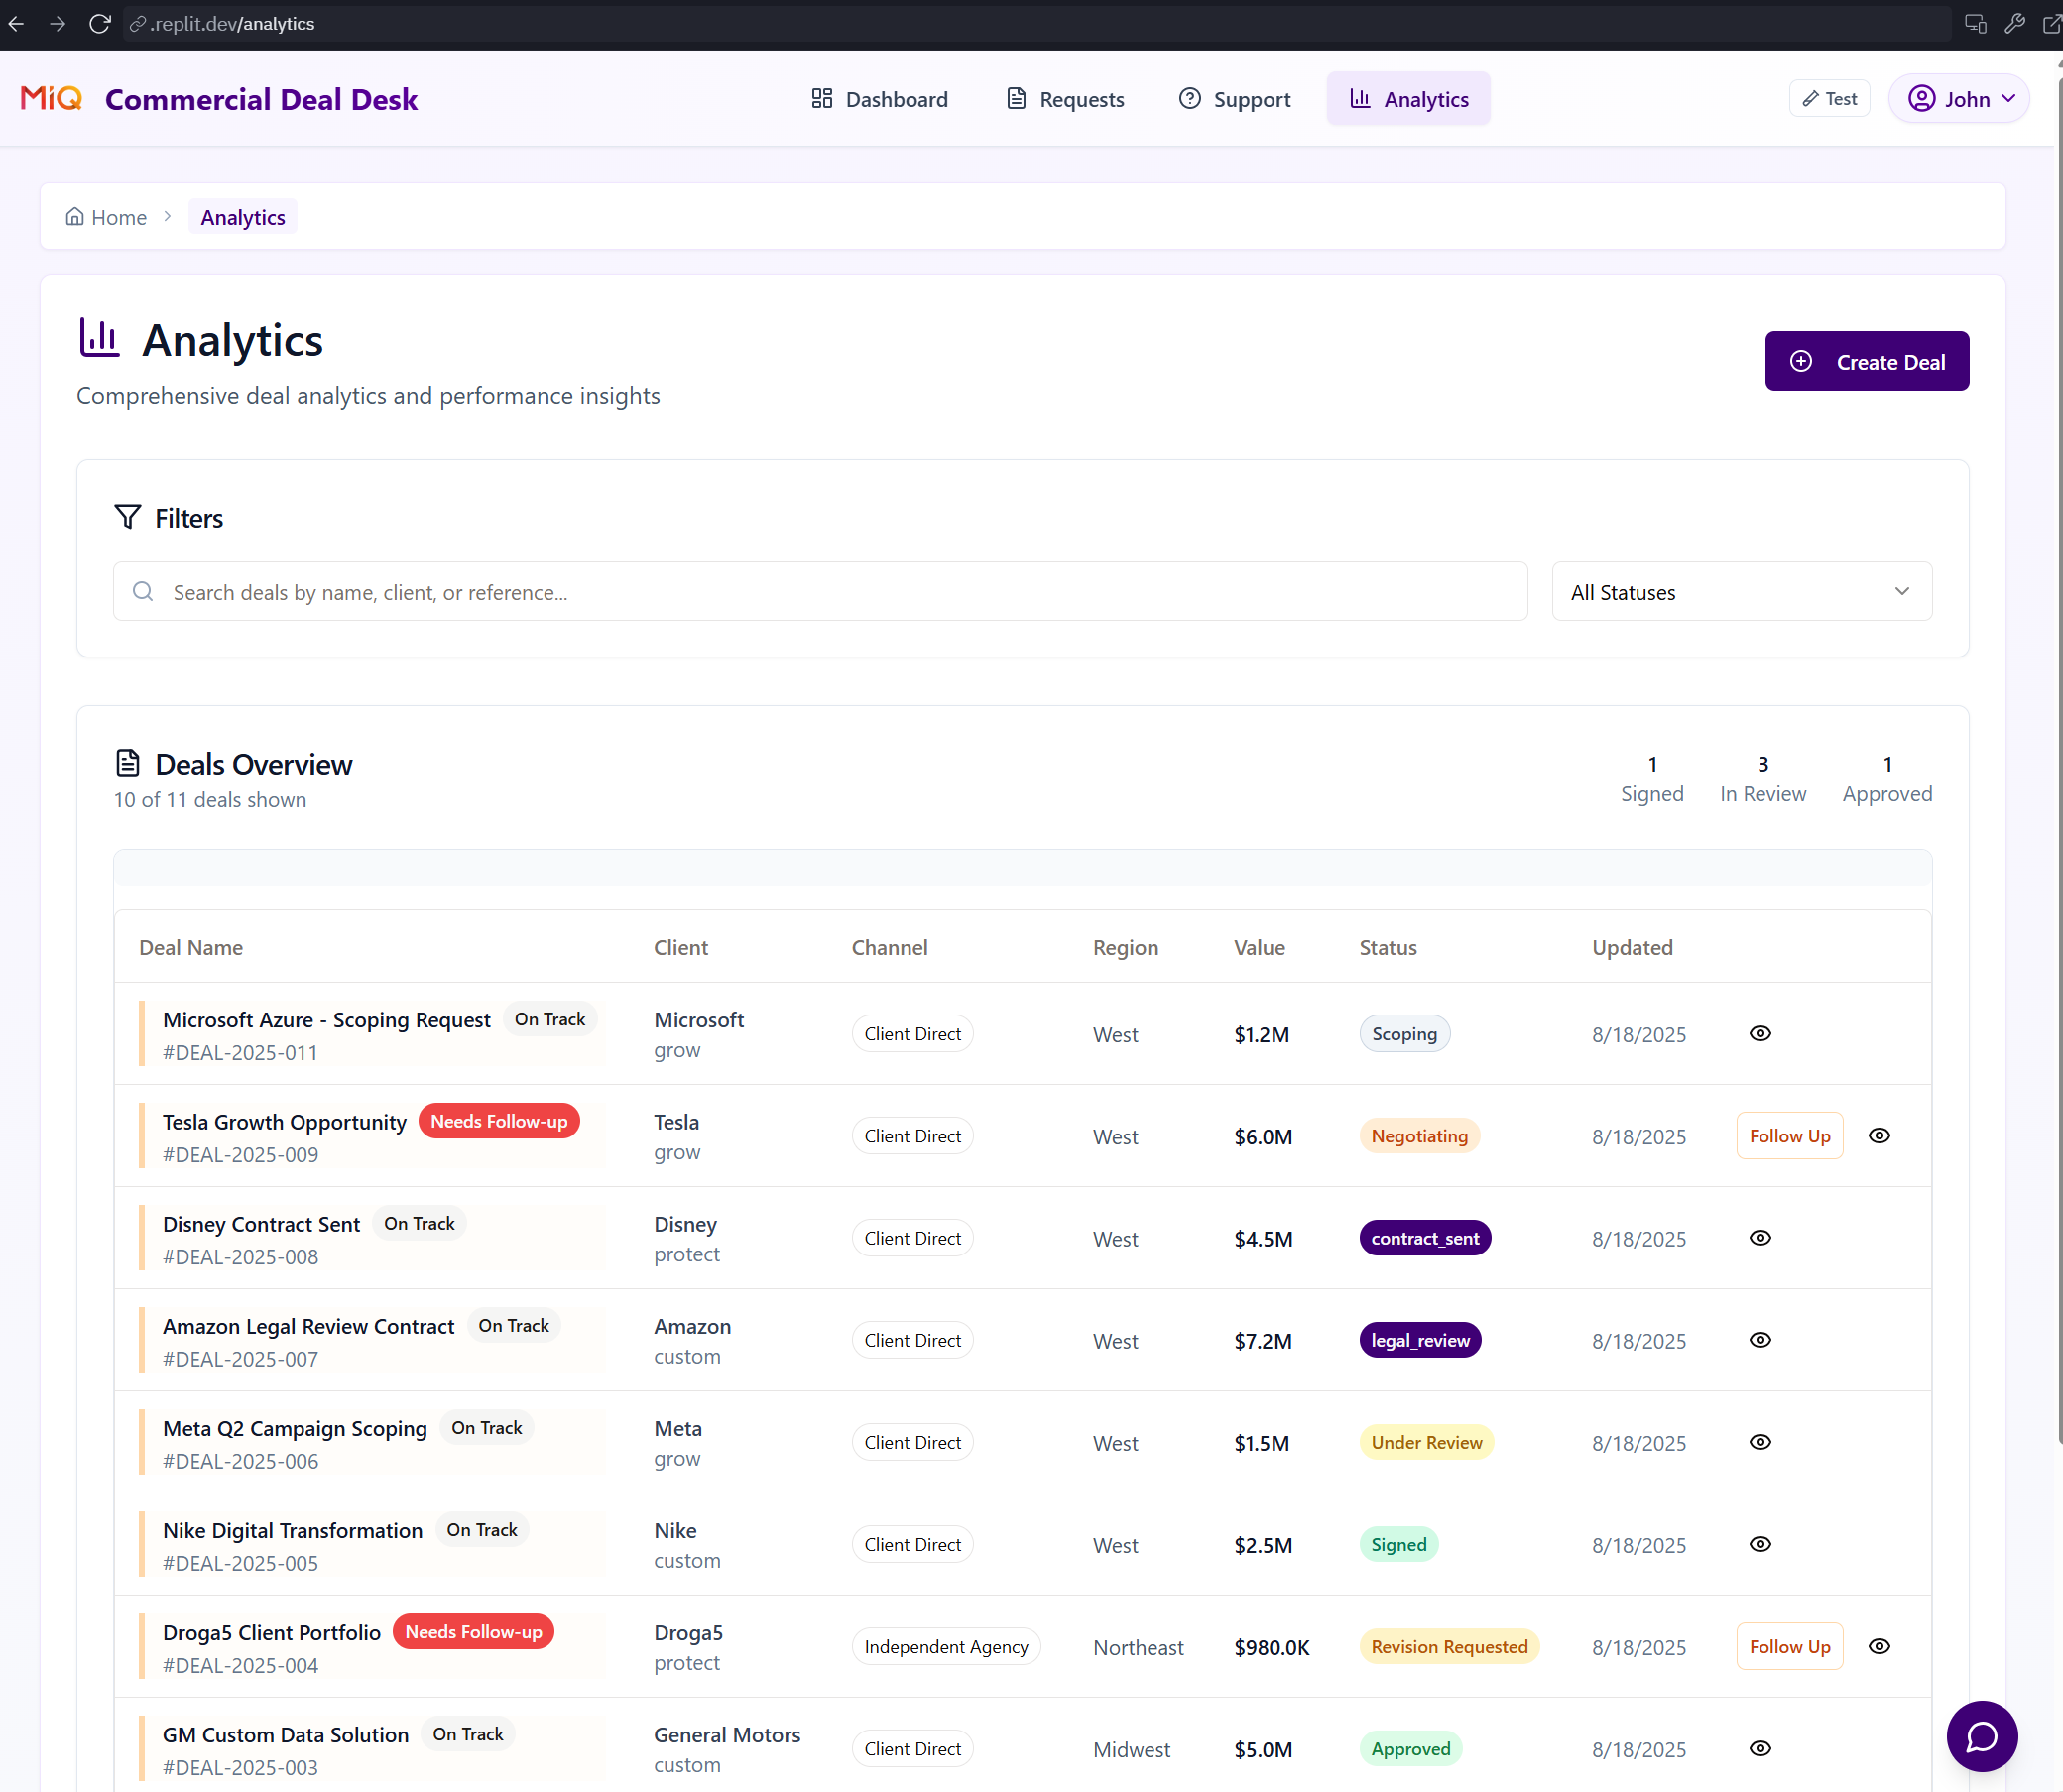 .replit.dev/analytics
MiQ Commercial Deal Desk
Dashboard
Requests
Support
Analytics
Test
John
Home
Analytics
Analytics
Comprehensive deal analytics and performance insights
Create Deal
Filters
Search deals by name, client, or reference...
All Statuses
Deals Overview
10 of 11 deals shown
1
Signed
3
In Review
1
Approved
Deal Name Client Channel Region Value Status Updated
Microsoft Azure - Scoping Request On Track
#DEAL-2025-011
Microsoft
grow
Client Direct
West
$1.2M
Scoping
8/18/2025
Tesla Growth Opportunity Needs Follow-up
#DEAL-2025-009
Tesla
grow
Client Direct
West
$6.0M
Negotiating
8/18/2025
Follow Up
Disney Contract Sent On Track
#DEAL-2025-008
Disney
protect
Client Direct
West
$4.5M
contract_sent
8/18/2025
Amazon Legal Review Contract On Track
#DEAL-2025-007
Amazon
custom
Client Direct
West
$7.2M
legal_review
8/18/2025
Meta Q2 Campaign Scoping On Track
#DEAL-2025-006
Meta
grow
Client Direct
West
$1.5M
Under Review
8/18/2025
Nike Digital Transformation On Track
#DEAL-2025-005
Nike
custom
Client Direct
West
$2.5M
Signed
8/18/2025
Droga5 Client Portfolio Needs Follow-up
#DEAL-2025-004
Droga5
protect
Independent Agency
Northeast
$980.0K
Revision Requested
8/18/2025
Follow Up
GM Custom Data Solution On Track
#DEAL-2025-003
General Motors
custom
Client Direct
Midwest
$5.0M
Approved
8/18/2025